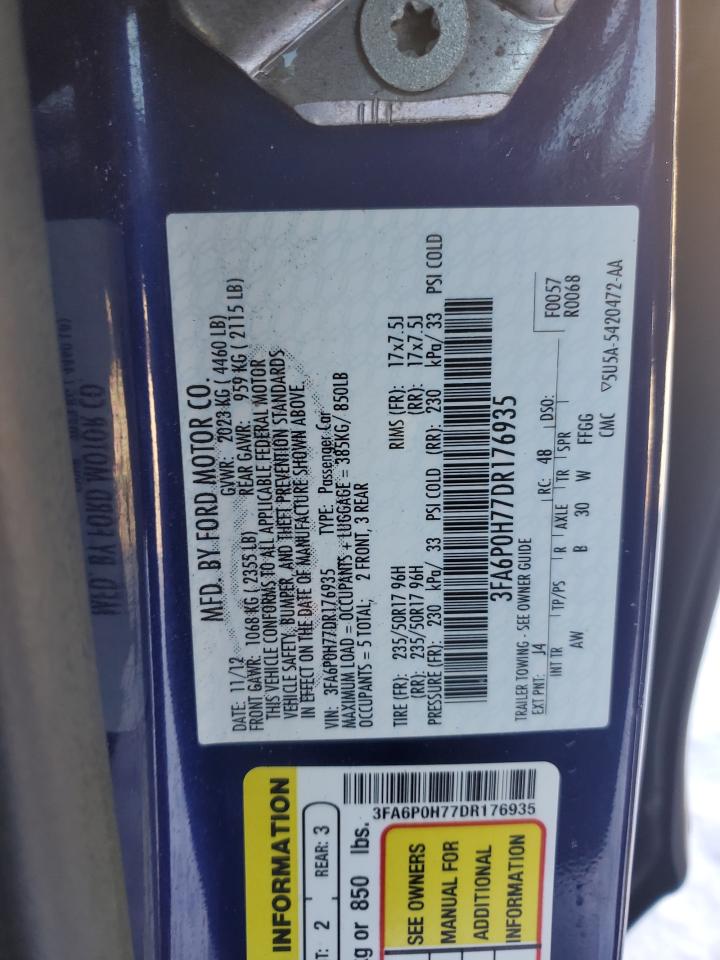 MFD. BY FORD MOTOR CO.
DATE: 11/12 GVWR: 2023 KG ( 4460 LB)
FRONT GAWR: 1068 KG ( 2355 LB) REAR GAWR: 959 KG ( 2115 LB)
THIS VEHICLE CONFORMS TO ALL APPLICABLE FEDERAL MOTOR
VEHICLE SAFETY, BUMPER, AND THEFT PREVENTION STANDARDS
IN EFFECT ON THE DATE OF MANUFACTURE SHOWN ABOVE.
VIN: 3FA6P0H77DR176935 TYPE: Passenger Car
MAXIMUM LOAD = OCCUPANTS + LUGGAGE = 385KG/ 850LB
OCCUPANTS = 5 TOTAL; 2 FRONT, 3 REAR
TIRE (FR): 235/50R17 96H RIMS (FR): 17x7.5J
(RR): 235/50R17 96H (RR): 17x7.5J
PRESSURE (FR): 230 kPa/ 33 PSI COLD (RR): 230 kPa/ 33 PSI COLD
3FA6P0H77DR176935
TRAILER TOWING - SEE OWNER GUIDE
F0057
EXT PNT: J4 RC: 48 DSO: R0068
INT TR TP/PS R AXLE TR SPR
AW B 30 W FFGG
CMC ▽5U5A-5420472-AA
INFORMATION
T: 2 REAR: 3
kg or 850 lbs.
3FA6P0H77DR176935
SEE OWNERS
MANUAL FOR
ADDITIONAL
INFORMATION